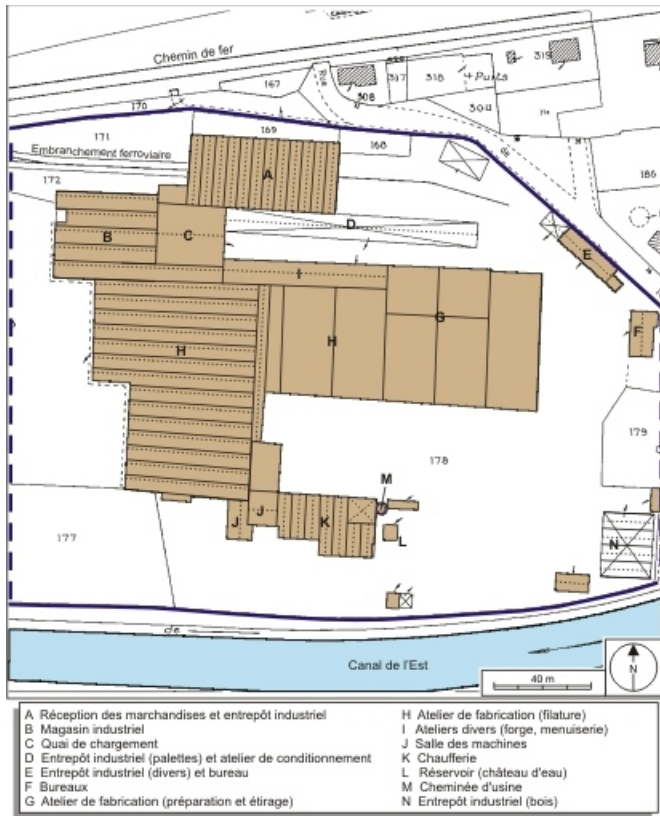 Chemin de fer
167
Rue
308
317
318
+ Puits
304
319
170
171
169
168
Embranchement ferroviaire
172
186
A
B
C
D
E
I
G
H
F
H
179
178
M
J
J
K
L
N
177
de
Canal de l'Est
40 m
N
A Réception des marchandises et entrepôt industriel
B Magasin industriel
C Quai de chargement
D Entrepôt industriel (palettes) et atelier de conditionnement
E Entrepôt industriel (divers) et bureau
F Bureaux
G Atelier de fabrication (préparation et étirage)
H Atelier de fabrication (filature)
I Ateliers divers (forge, menuiserie)
J Salle des machines
K Chaufferie
L Réservoir (château d'eau)
M Cheminée d'usine
N Entrepôt industriel (bois)